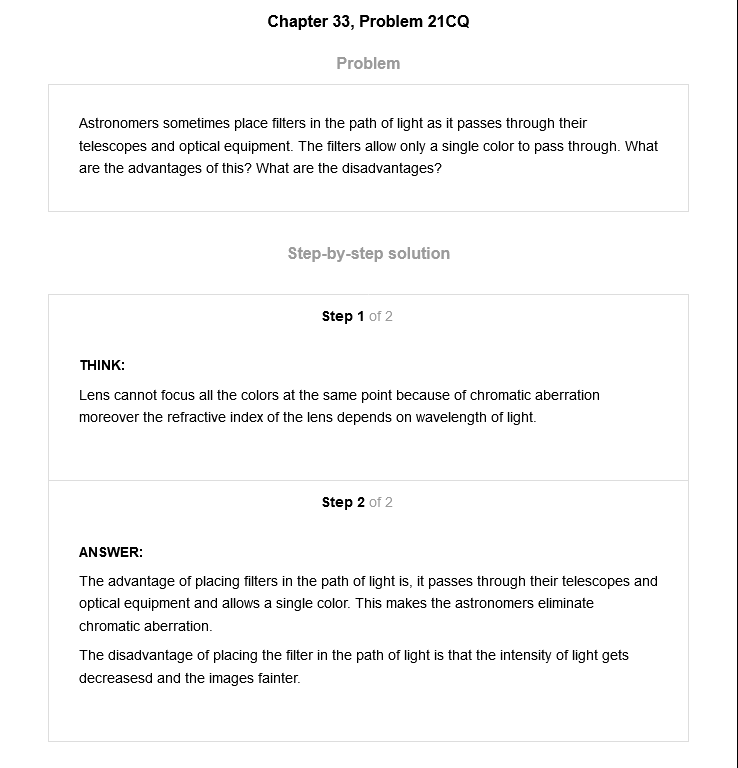 Chapter 33, Problem 21CQ
Problem
Astronomers sometimes place filters in the path of light as it passes through their
telescopes and optical equipment. The filters allow only a single color to pass through. What
are the advantages of this? What are the disadvantages?
Step-by-step solution
Step 1 of 2
THINK:
Lens cannot focus all the colors at the same point because of chromatic aberration
moreover the refractive index of the lens depends on wavelength of light.
Step 2 of 2
ANSWER:
The advantage of placing filters in the path of light is, it passes through their telescopes and
optical equipment and allows a single color. This makes the astronomers eliminate
chromatic aberration.
The disadvantage of placing the filter in the path of light is that the intensity of light gets
decreasesd and the images fainter.